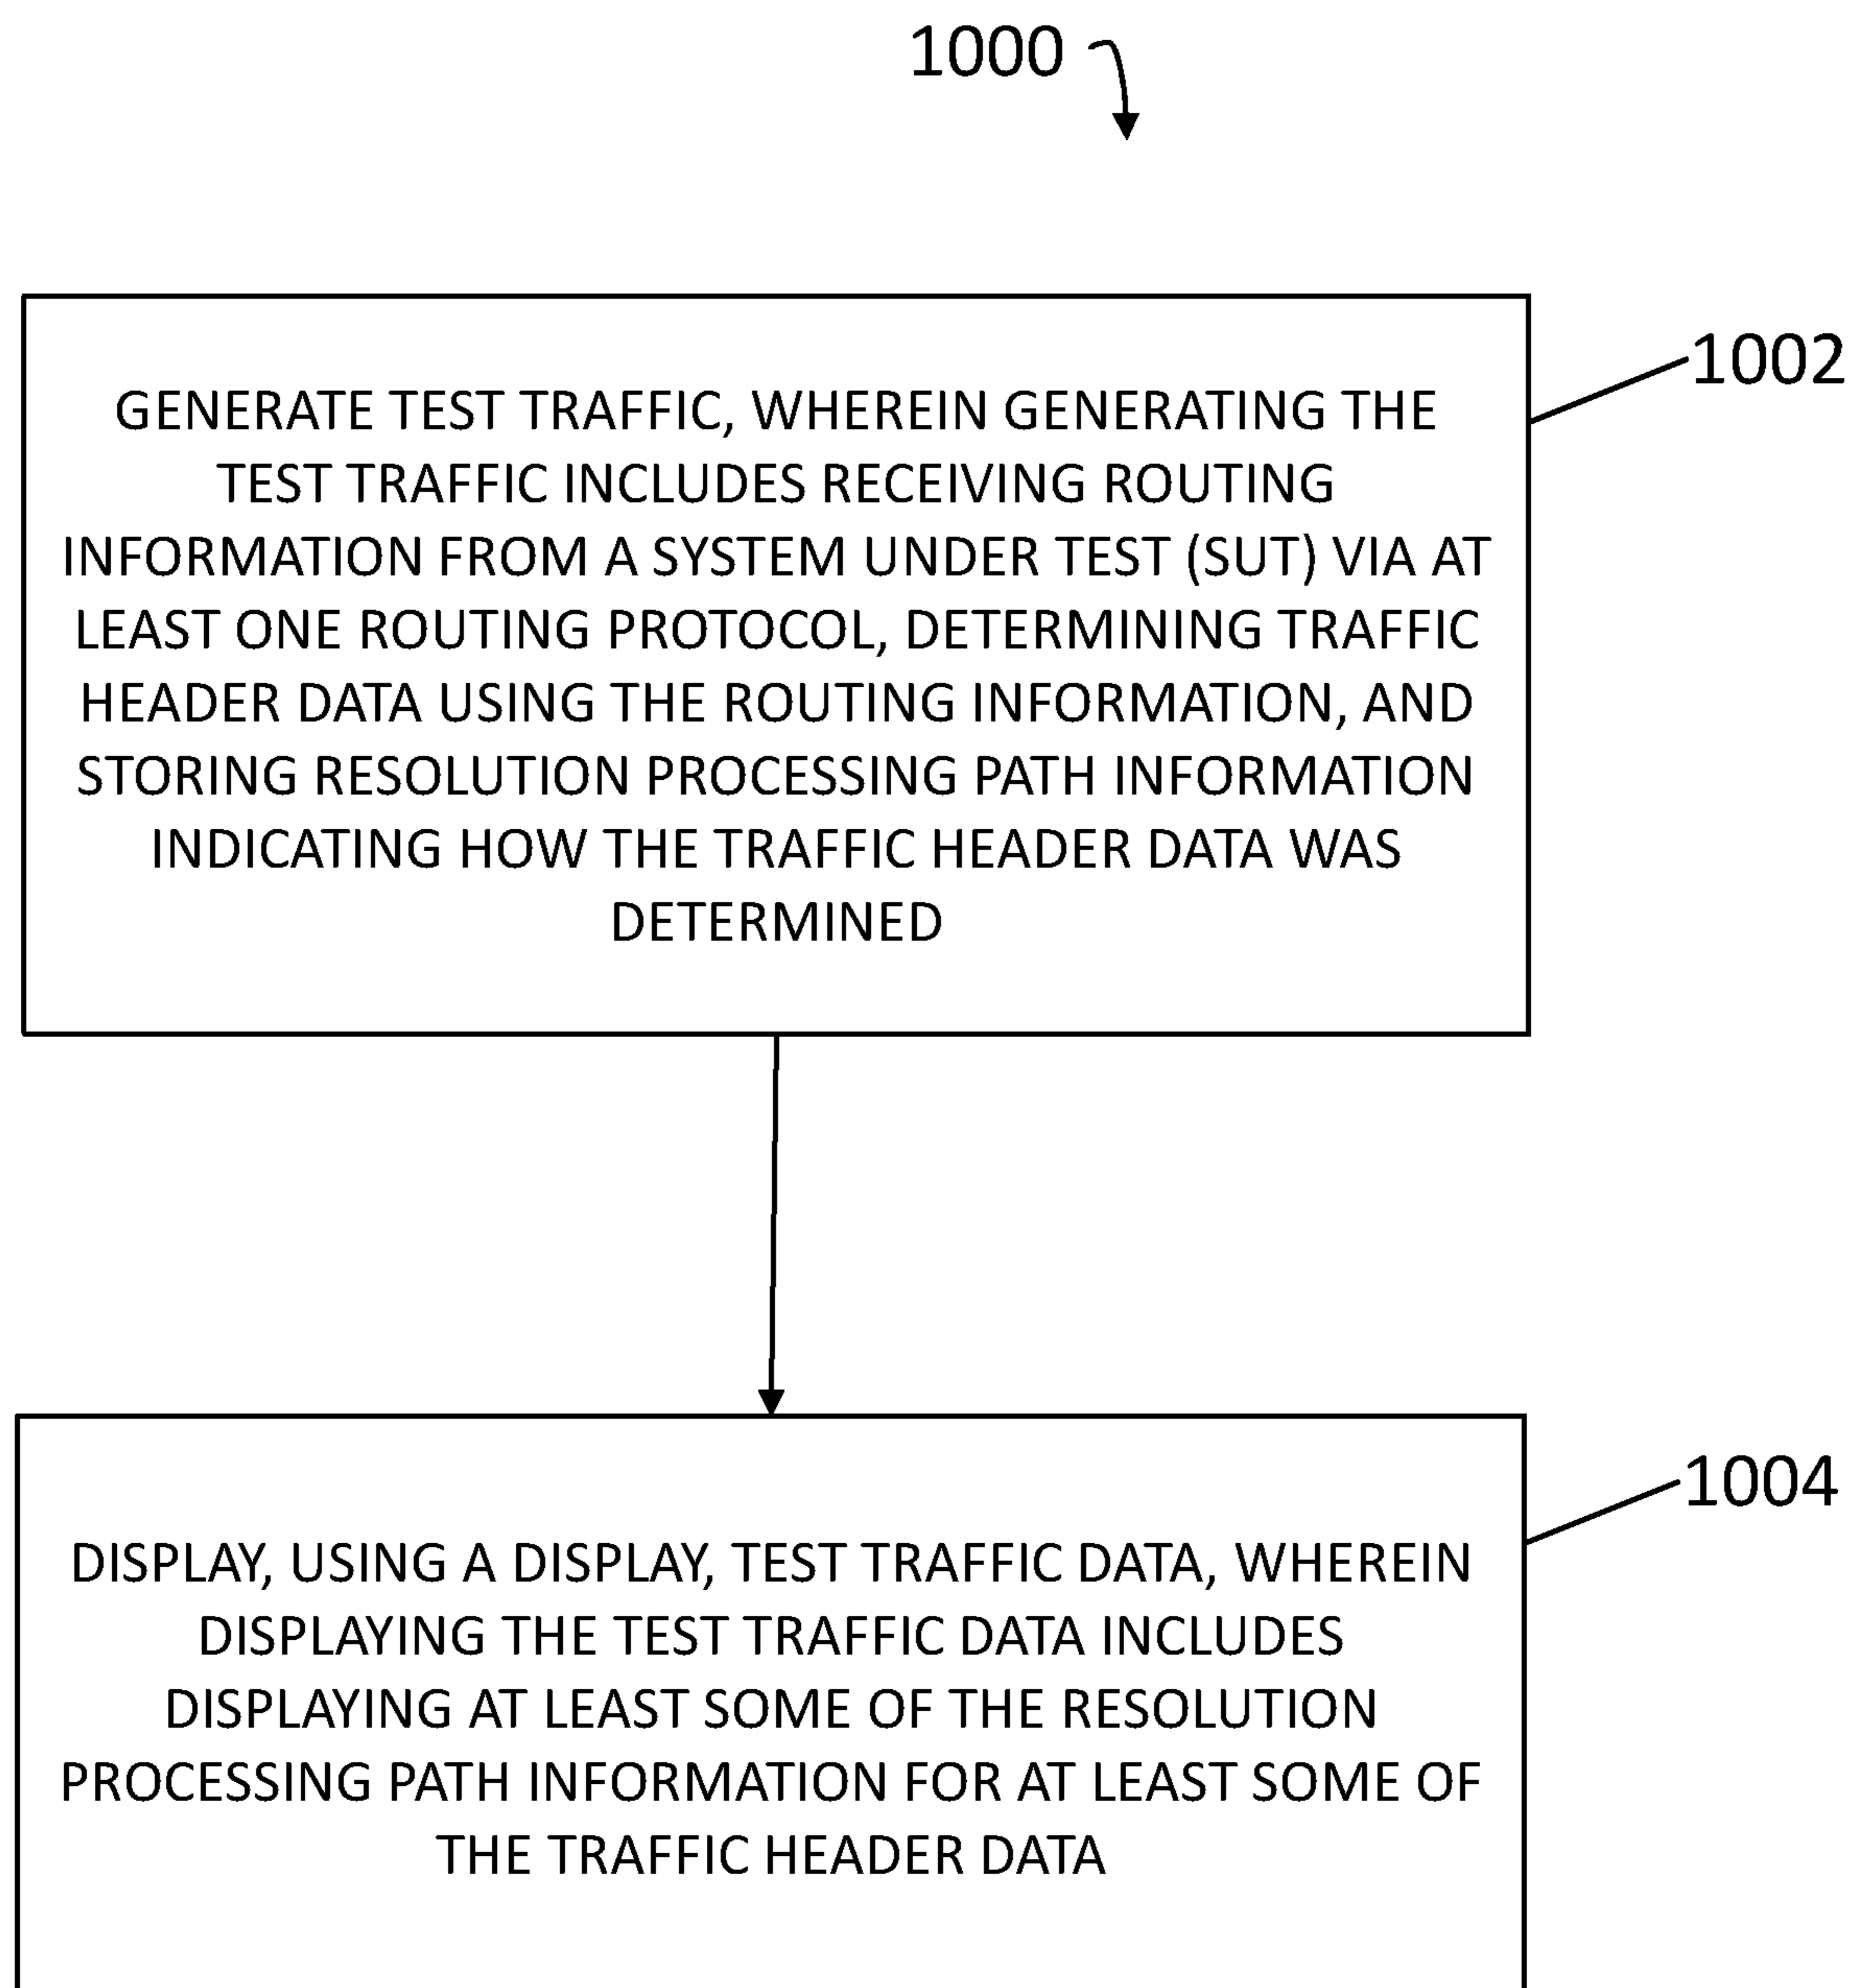 1000
1002
GENERATE TEST TRAFFIC, WHEREIN GENERATING THE
TEST TRAFFIC INCLUDES RECEIVING ROUTING
INFORMATION FROM A SYSTEM UNDER TEST (SUT) VIA AT
LEAST ONE ROUTING PROTOCOL, DETERMINING TRAFFIC
HEADER DATA USING THE ROUTING INFORMATION, AND
STORING RESOLUTION PROCESSING PATH INFORMATION
INDICATING HOW THE TRAFFIC HEADER DATA WAS
DETERMINED
1004
DISPLAY, USING A DISPLAY, TEST TRAFFIC DATA, WHEREIN
DISPLAYING THE TEST TRAFFIC DATA INCLUDES
DISPLAYING AT LEAST SOME OF THE RESOLUTION
PROCESSING PATH INFORMATION FOR AT LEAST SOME OF
THE TRAFFIC HEADER DATA